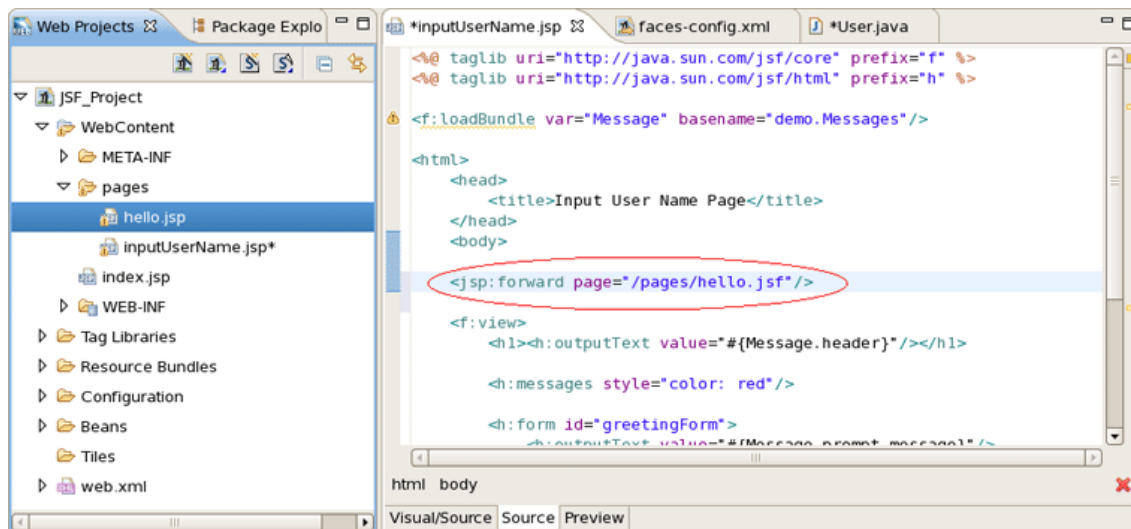 Web Projects
Package Explo
JSF_Project
WebContent
META-INF
pages
hello.jsp
inputUserName.jsp*
index.jsp
WEB-INF
Tag Libraries
Resource Bundles
Configuration
Beans
Tiles
web.xml
*inputUserName.jsp
faces-config.xml
*User.java
<%@ taglib uri="http://java.sun.com/jsf/core" prefix="f" %>
<%@ taglib uri="http://java.sun.com/jsf/html" prefix="h" %>
<f:loadBundle var="Message" basename="demo.Messages"/>
<html>
<head>
<title>Input User Name Page</title>
</head>
<body>
<jsp:forward page="/pages/hello.jsf"/>
<f:view>
<h1><h:outputText value="#{Message.header}"/></h1>
<h:messages style="color: red"/>
<h:form id="greetingForm">
<h:outputText value="#{Message.prompt_message}"/>
html body
Visual/Source Source Preview